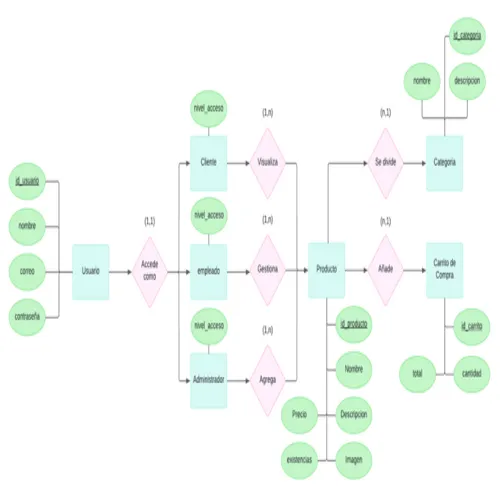 id_categoria
nombre
descripcion
nivel_acceso
(1,n)
(n,1)
Cliente
Visualiza
Se divide
Categoria
id_usuario
nombre
correo
contraseña
Usuario
(1,1)
Accede
como
nivel_acceso
(1,n)
(n,1)
empleado
Gestiona
Producto
Añade
Carrito de
Compra
nivel_acceso
(1,n)
Administrador
Agrega
id_producto
Nombre
Precio
Descripcion
existencias
Imagen
id_carrito
total
cantidad